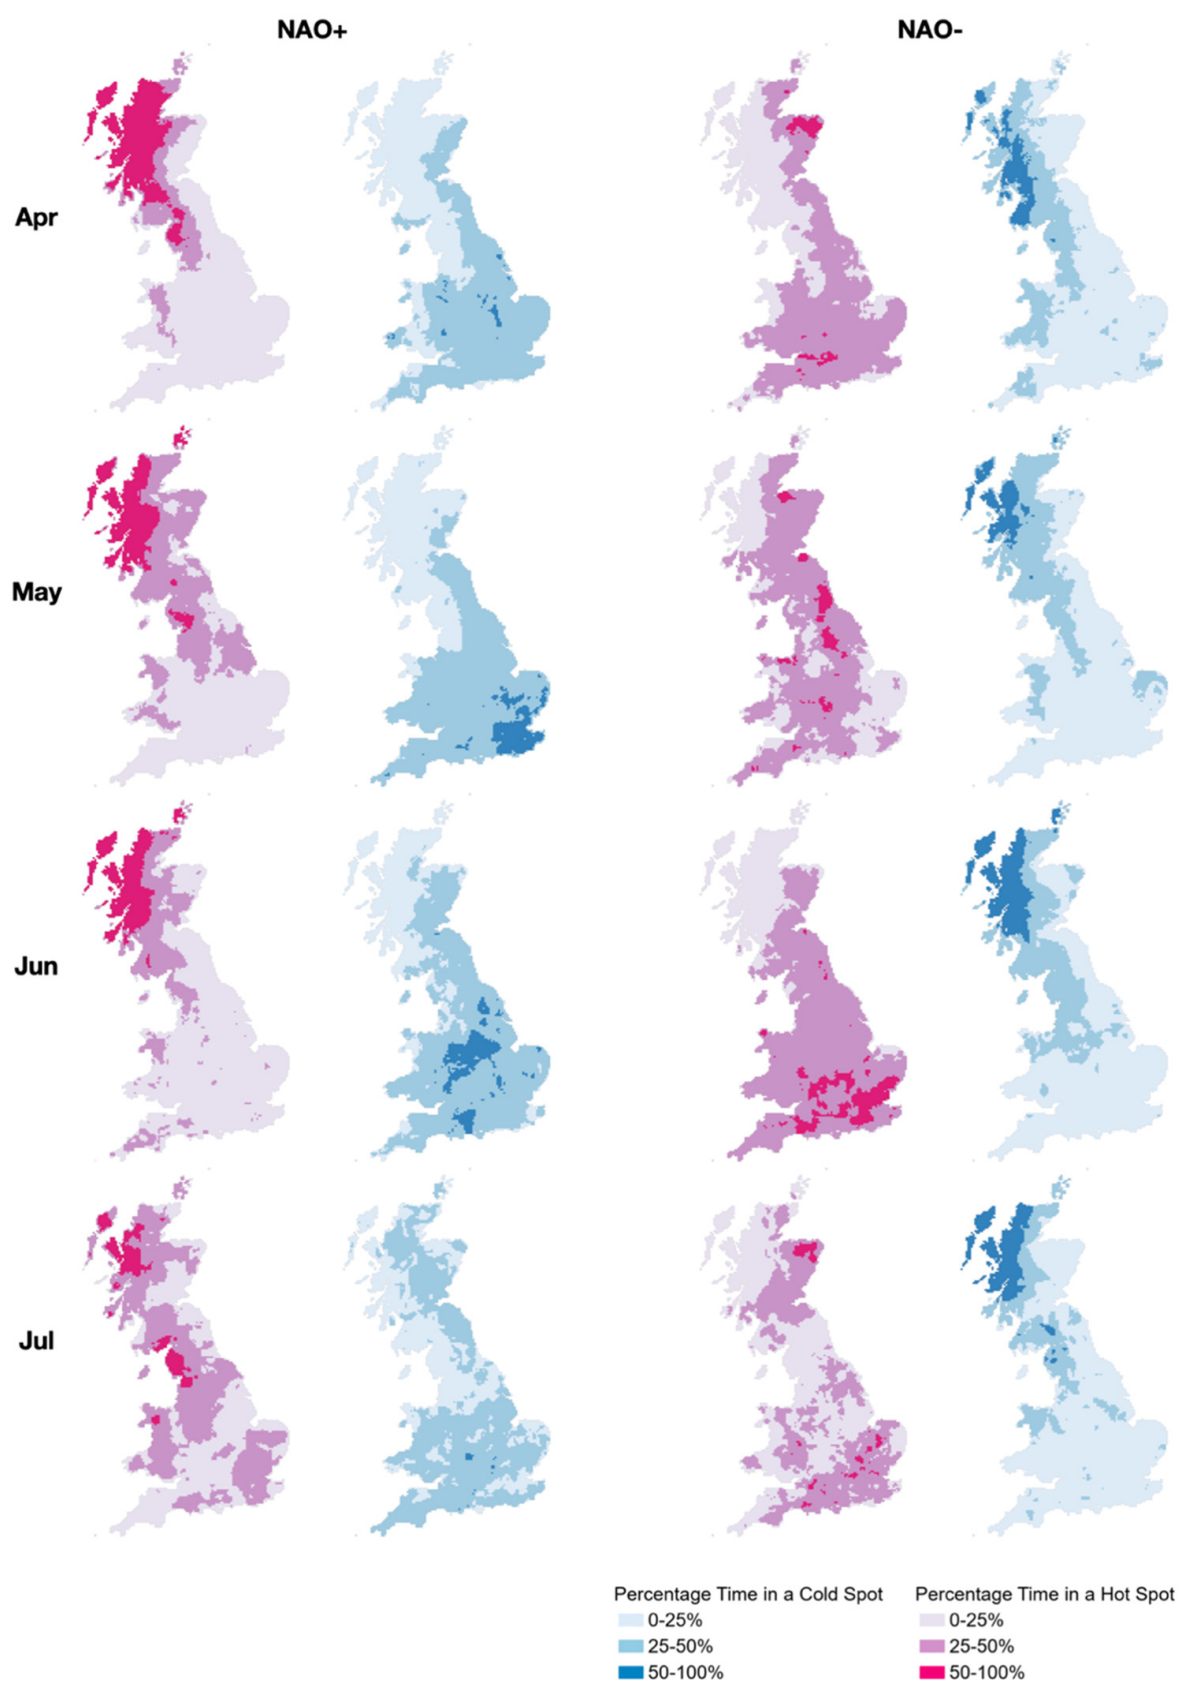 NAO+ NAO-
Apr
May
Jun
Jul
Percentage Time in a Cold Spot Percentage Time in a Hot Spot
0-25% 0-25%
25-50% 25-50%
50-100% 50-100%